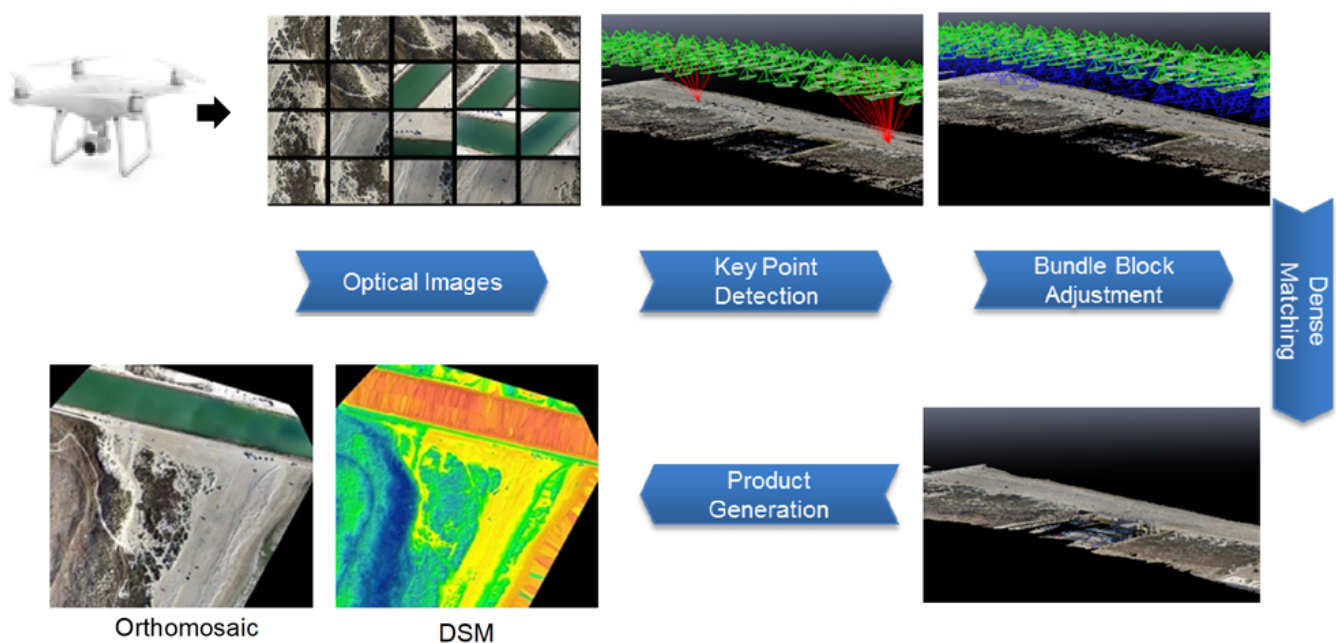 Optical Images
Key Point
Detection
Bundle Block
Adjustment
Dense
Matching
Product
Generation
Orthomosaic
DSM